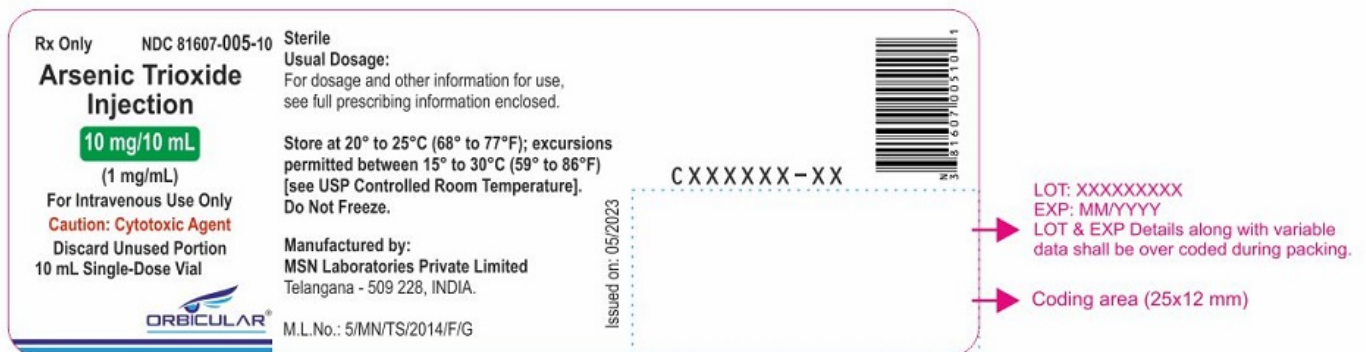 Rx Only NDC 81607-005-10
Arsenic Trioxide
Injection
10 mg/10 mL
(1 mg/mL)
For Intravenous Use Only
Caution: Cytotoxic Agent
Discard Unused Portion
10 mL Single-Dose Vial
ORBICULAR®
Sterile
Usual Dosage:
For dosage and other information for use,
see full prescribing information enclosed.
Store at 20° to 25°C (68° to 77°F); excursions
permitted between 15° to 30°C (59° to 86°F)
[see USP Controlled Room Temperature].
Do Not Freeze.
Manufactured by:
MSN Laboratories Private Limited
Telangana - 509 228, INDIA.
M.L.No.: 5/MN/TS/2014/F/G
Issued on: 05/2023
CXXXXXX-XX
N 3 81607 00510 1
LOT: XXXXXXXXX
EXP: MM/YYYY
LOT & EXP Details along with variable
data shall be over coded during packing.
Coding area (25x12 mm)